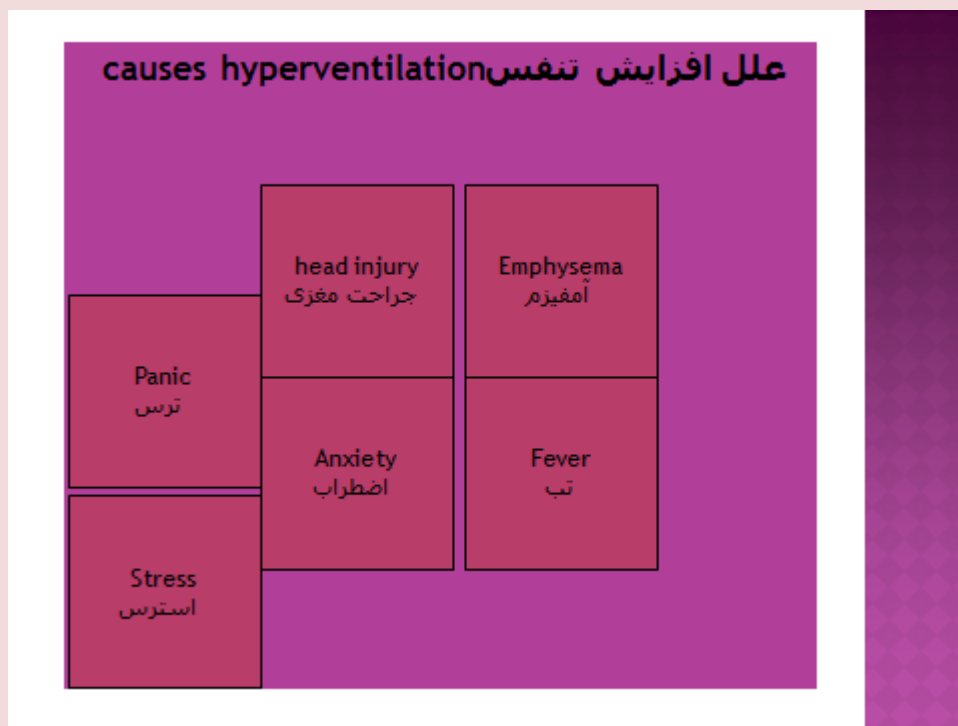 causes hyperventilationعلل افزایش تنفس
head injury
جراحت مغزی
Emphysema
آمفیزم
Panic
ترس
Anxiety
اضطراب
Fever
تب
Stress
استرس